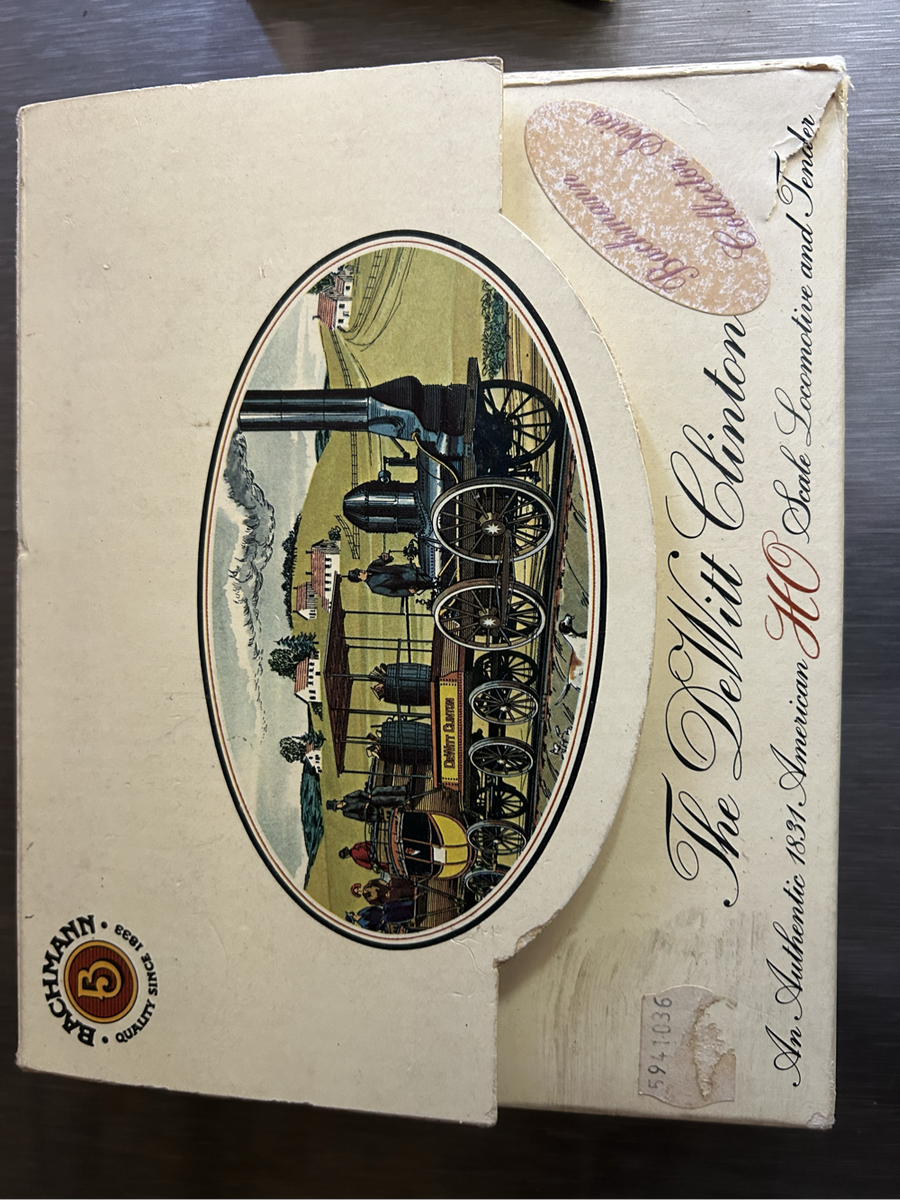 BACHMANN
B
QUALITY SINCE 1833
DEWITT CLINTON
5941036
The DeWitt Clinton
An Authentic 1831 American HO Scale Locomotive and Tender
Bachmann
Collector Series